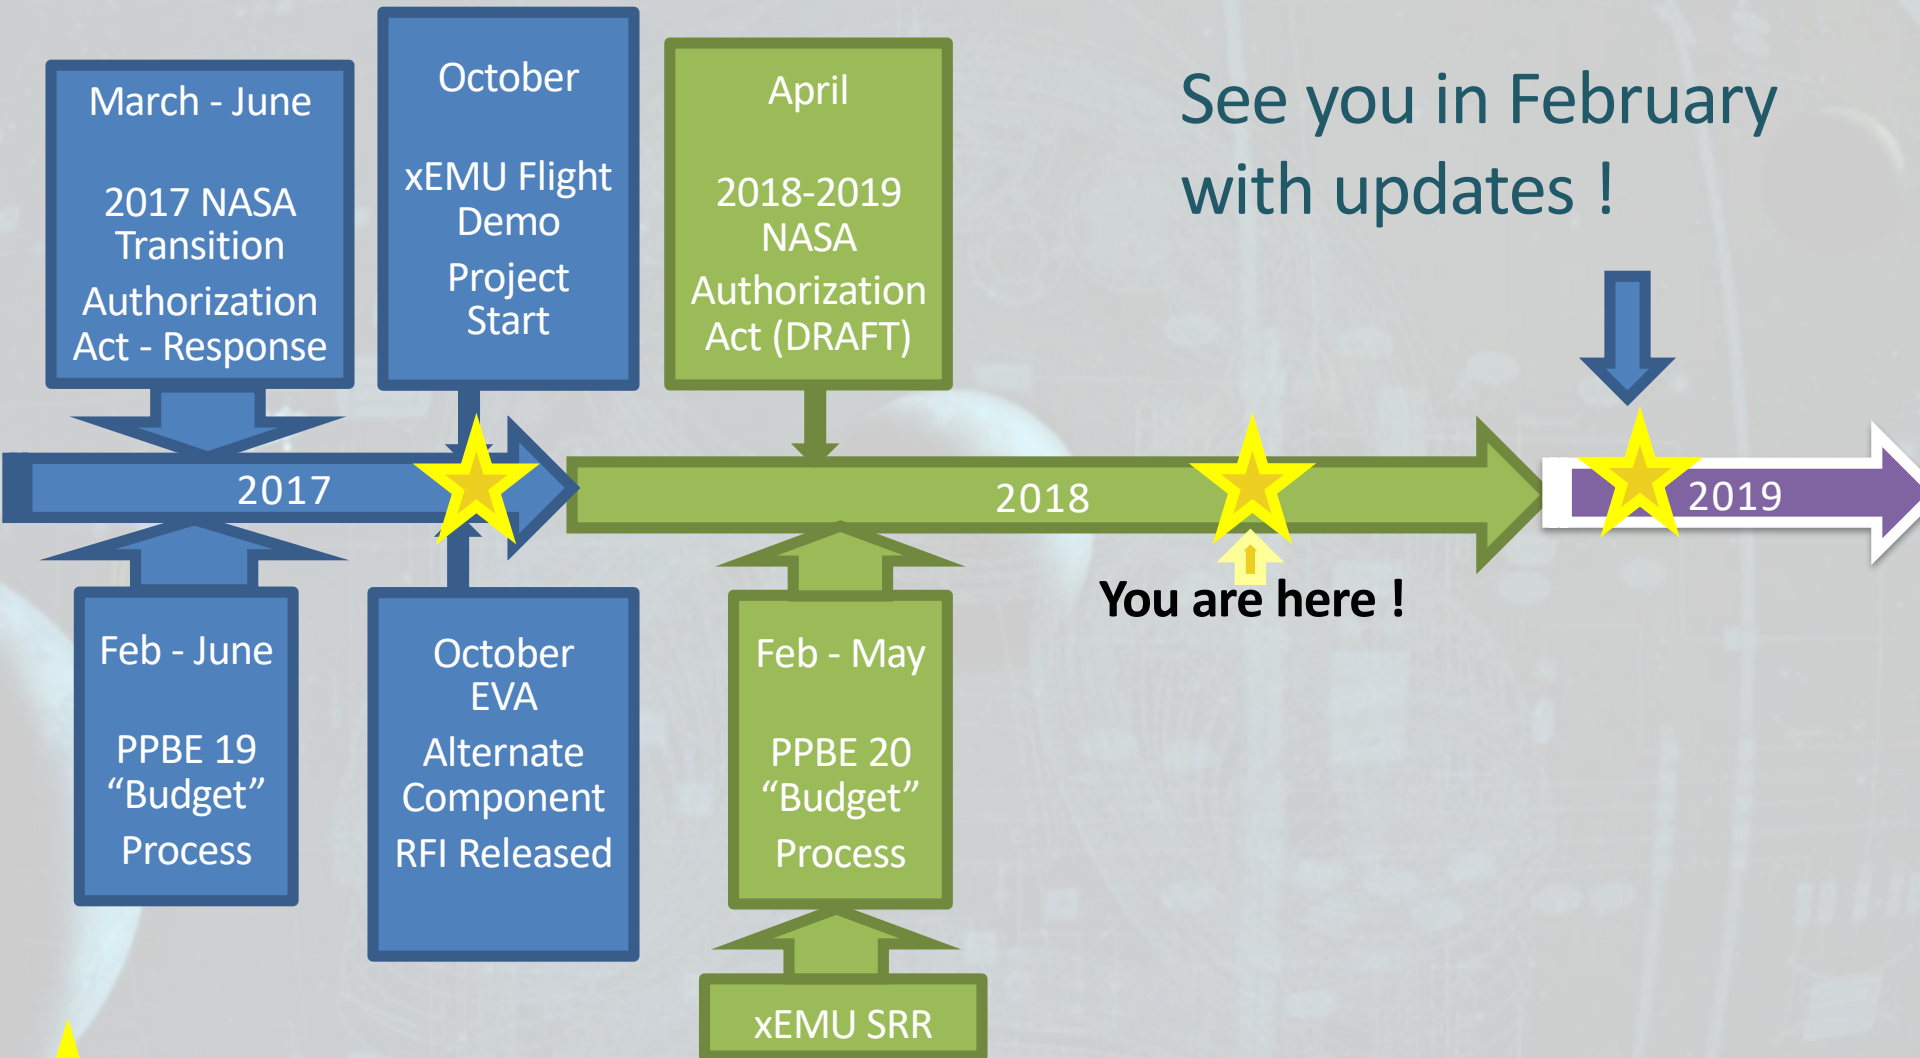 March - June
2017 NASA
Transition
Authorization
Act - Response
October
xEMU Flight
Demo
Project
Start
April
2018-2019
NASA
Authorization
Act (DRAFT)
See you in February
with updates !
2017
2018
2019
You are here !
Feb - June
PPBE 19
“Budget”
Process
October
EVA
Alternate
Component
RFI Released
Feb - May
PPBE 20
“Budget”
Process
xEMU SRR